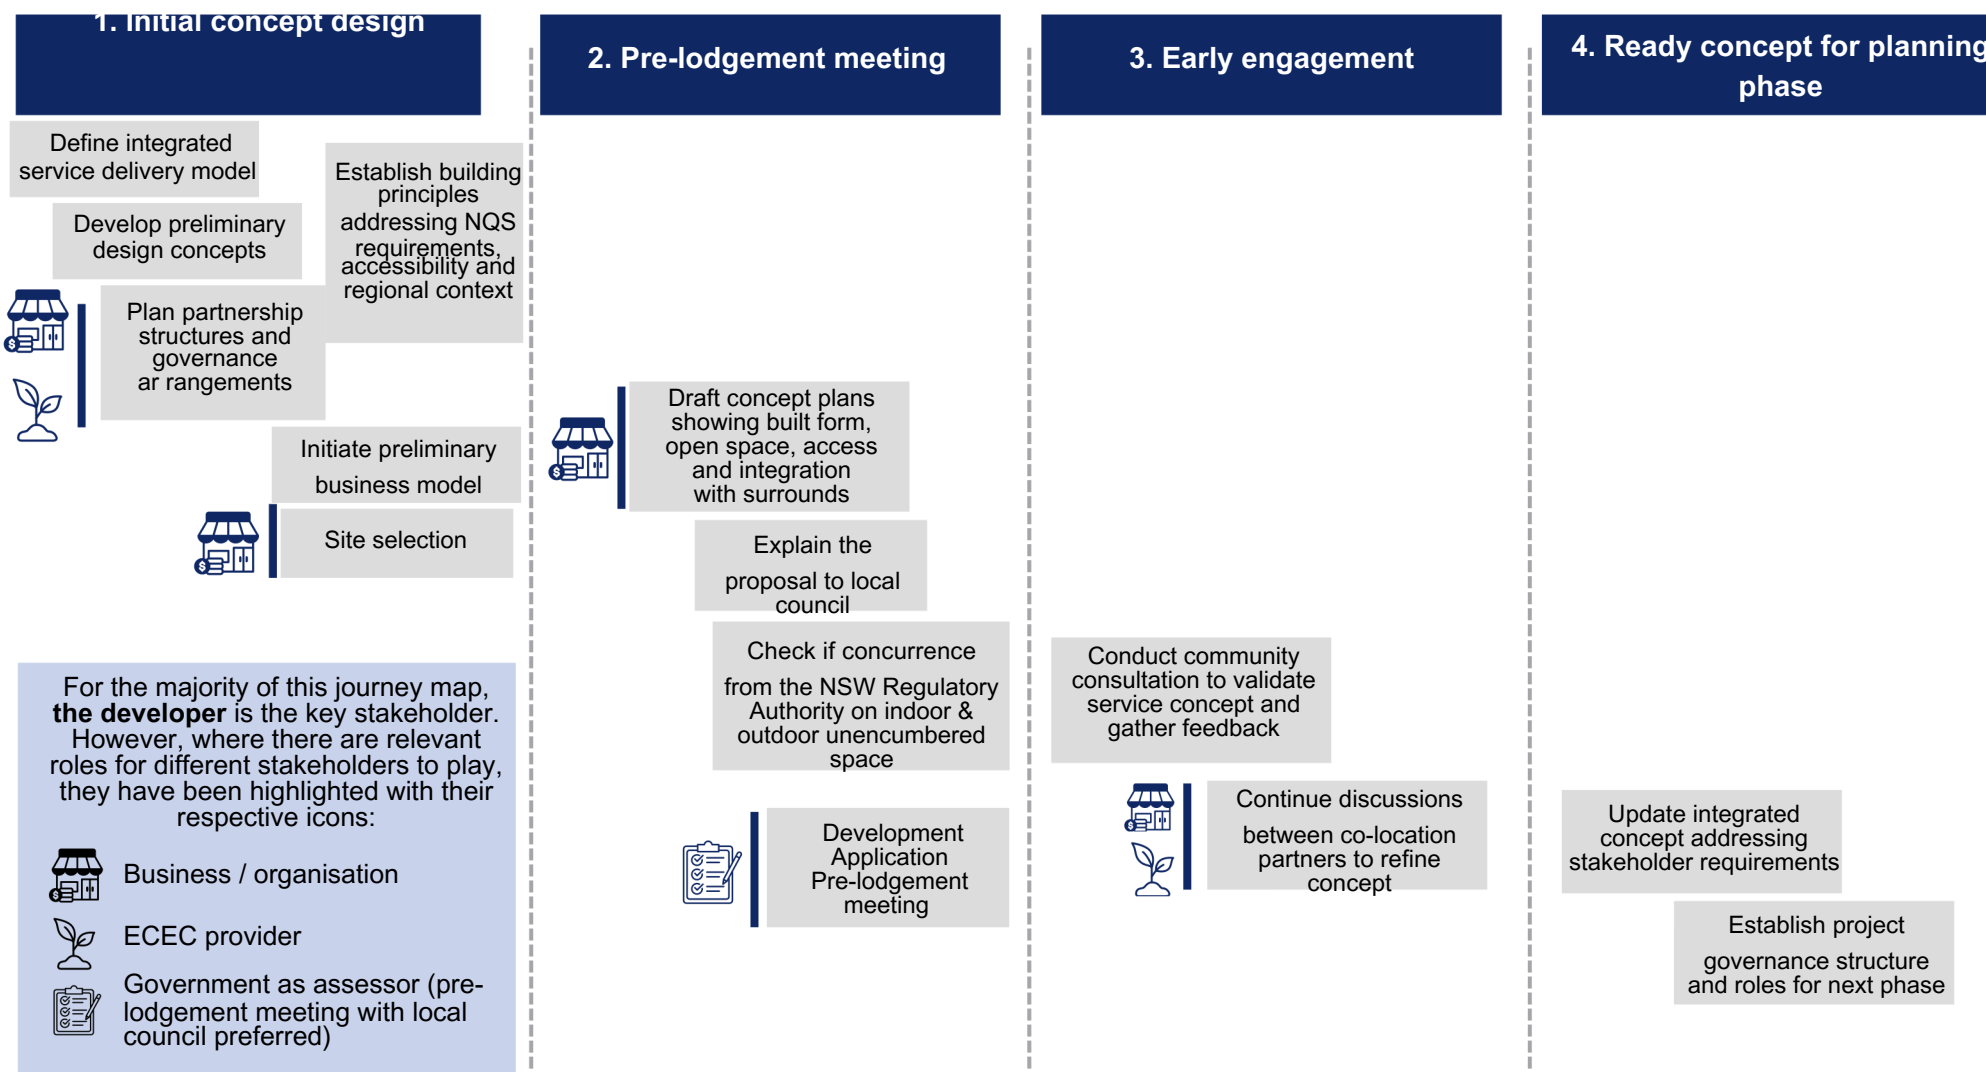 1. Initial concept design
Define integrated
service delivery model
Develop preliminary
design concepts
Establish building
principles
addressing NQS
requirements,
accessibility and
regional context
Plan partnership
structures and
governance
ar rangements
Initiate preliminary
business model
Site selection
For the majority of this journey map,
the developer is the key stakeholder.
However, where there are relevant
roles for different stakeholders to play,
they have been highlighted with their
respective icons:
Business / organisation
ECEC provider
Government as assessor (pre-
lodgement meeting with local
council preferred)
2. Pre-lodgement meeting
Draft concept plans
showing built form,
open space, access
and integration
with surrounds
Explain the
proposal to local
council
Check if concurrence
from the NSW Regulatory
Authority on indoor &
outdoor unencumbered
space
Development
Application
Pre-lodgement
meeting
3. Early engagement
Conduct community
consultation to validate
service concept and
gather feedback
Continue discussions
between co-location
partners to refine
concept
4. Ready concept for planning
phase
Update integrated
concept addressing
stakeholder requirements
Establish project
governance structure
and roles for next phase